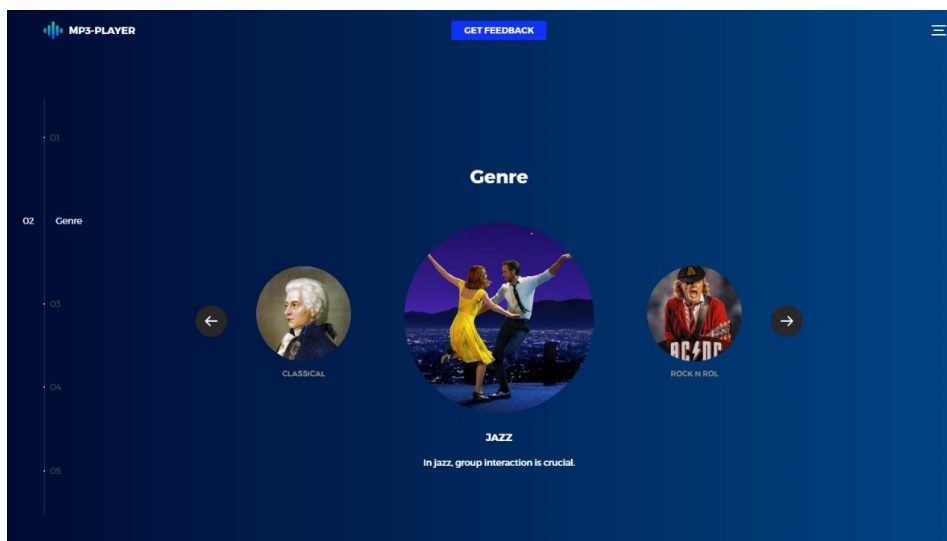 MP3-PLAYER
GET FEEDBACK
01
Genre
02 Genre
03
A
AC DC
CLASSICAL
ROCK N ROL
04
JAZZ
In jazz, group interaction is crucial.
05